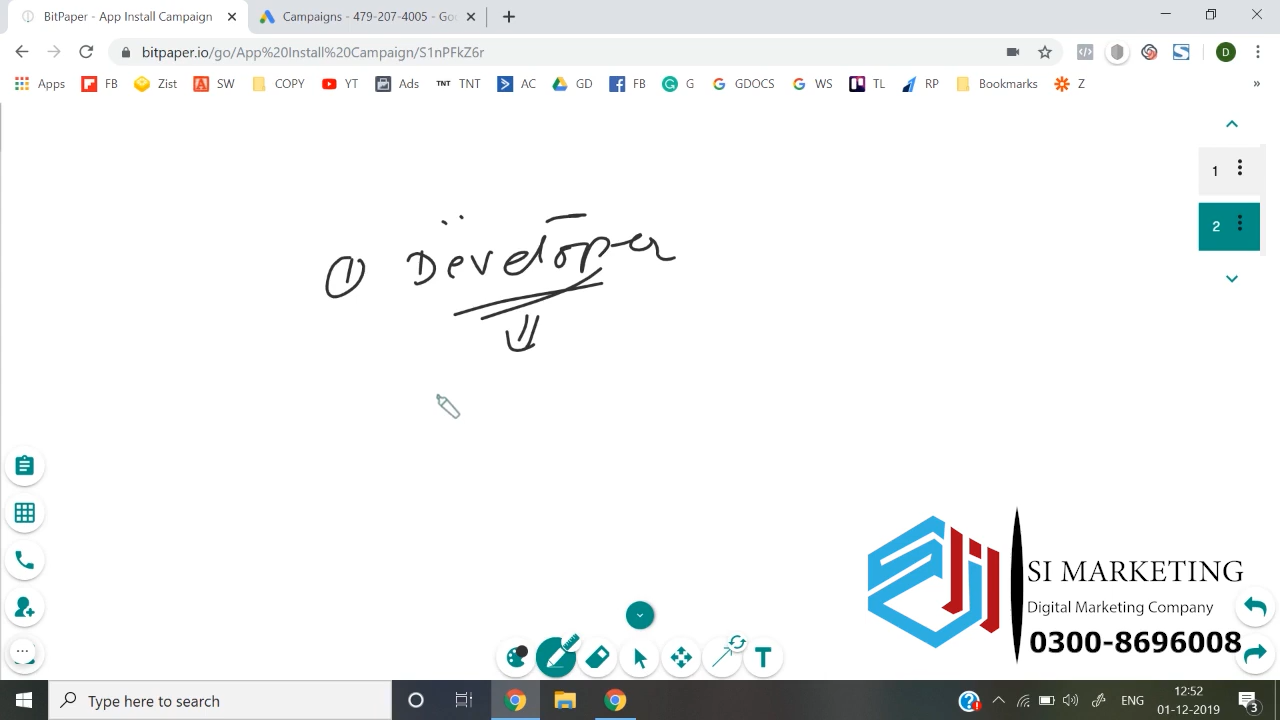 BitPaper - App Install Campaign
Campaigns - 479-207-4005 - Goo
bitpaper.io/go/App%20Install%20Campaign/S1nPFkZ6r
D
Apps FB Zist SW COPY YT Ads TNT TNT AC GD FB G GDOCS WS TL RP Bookmarks Z »
1
2
① Developer
SI MARKETING
Digital Marketing Company
0300-8696008
T
Type here to search
ENG
12:52
01-12-2019
3